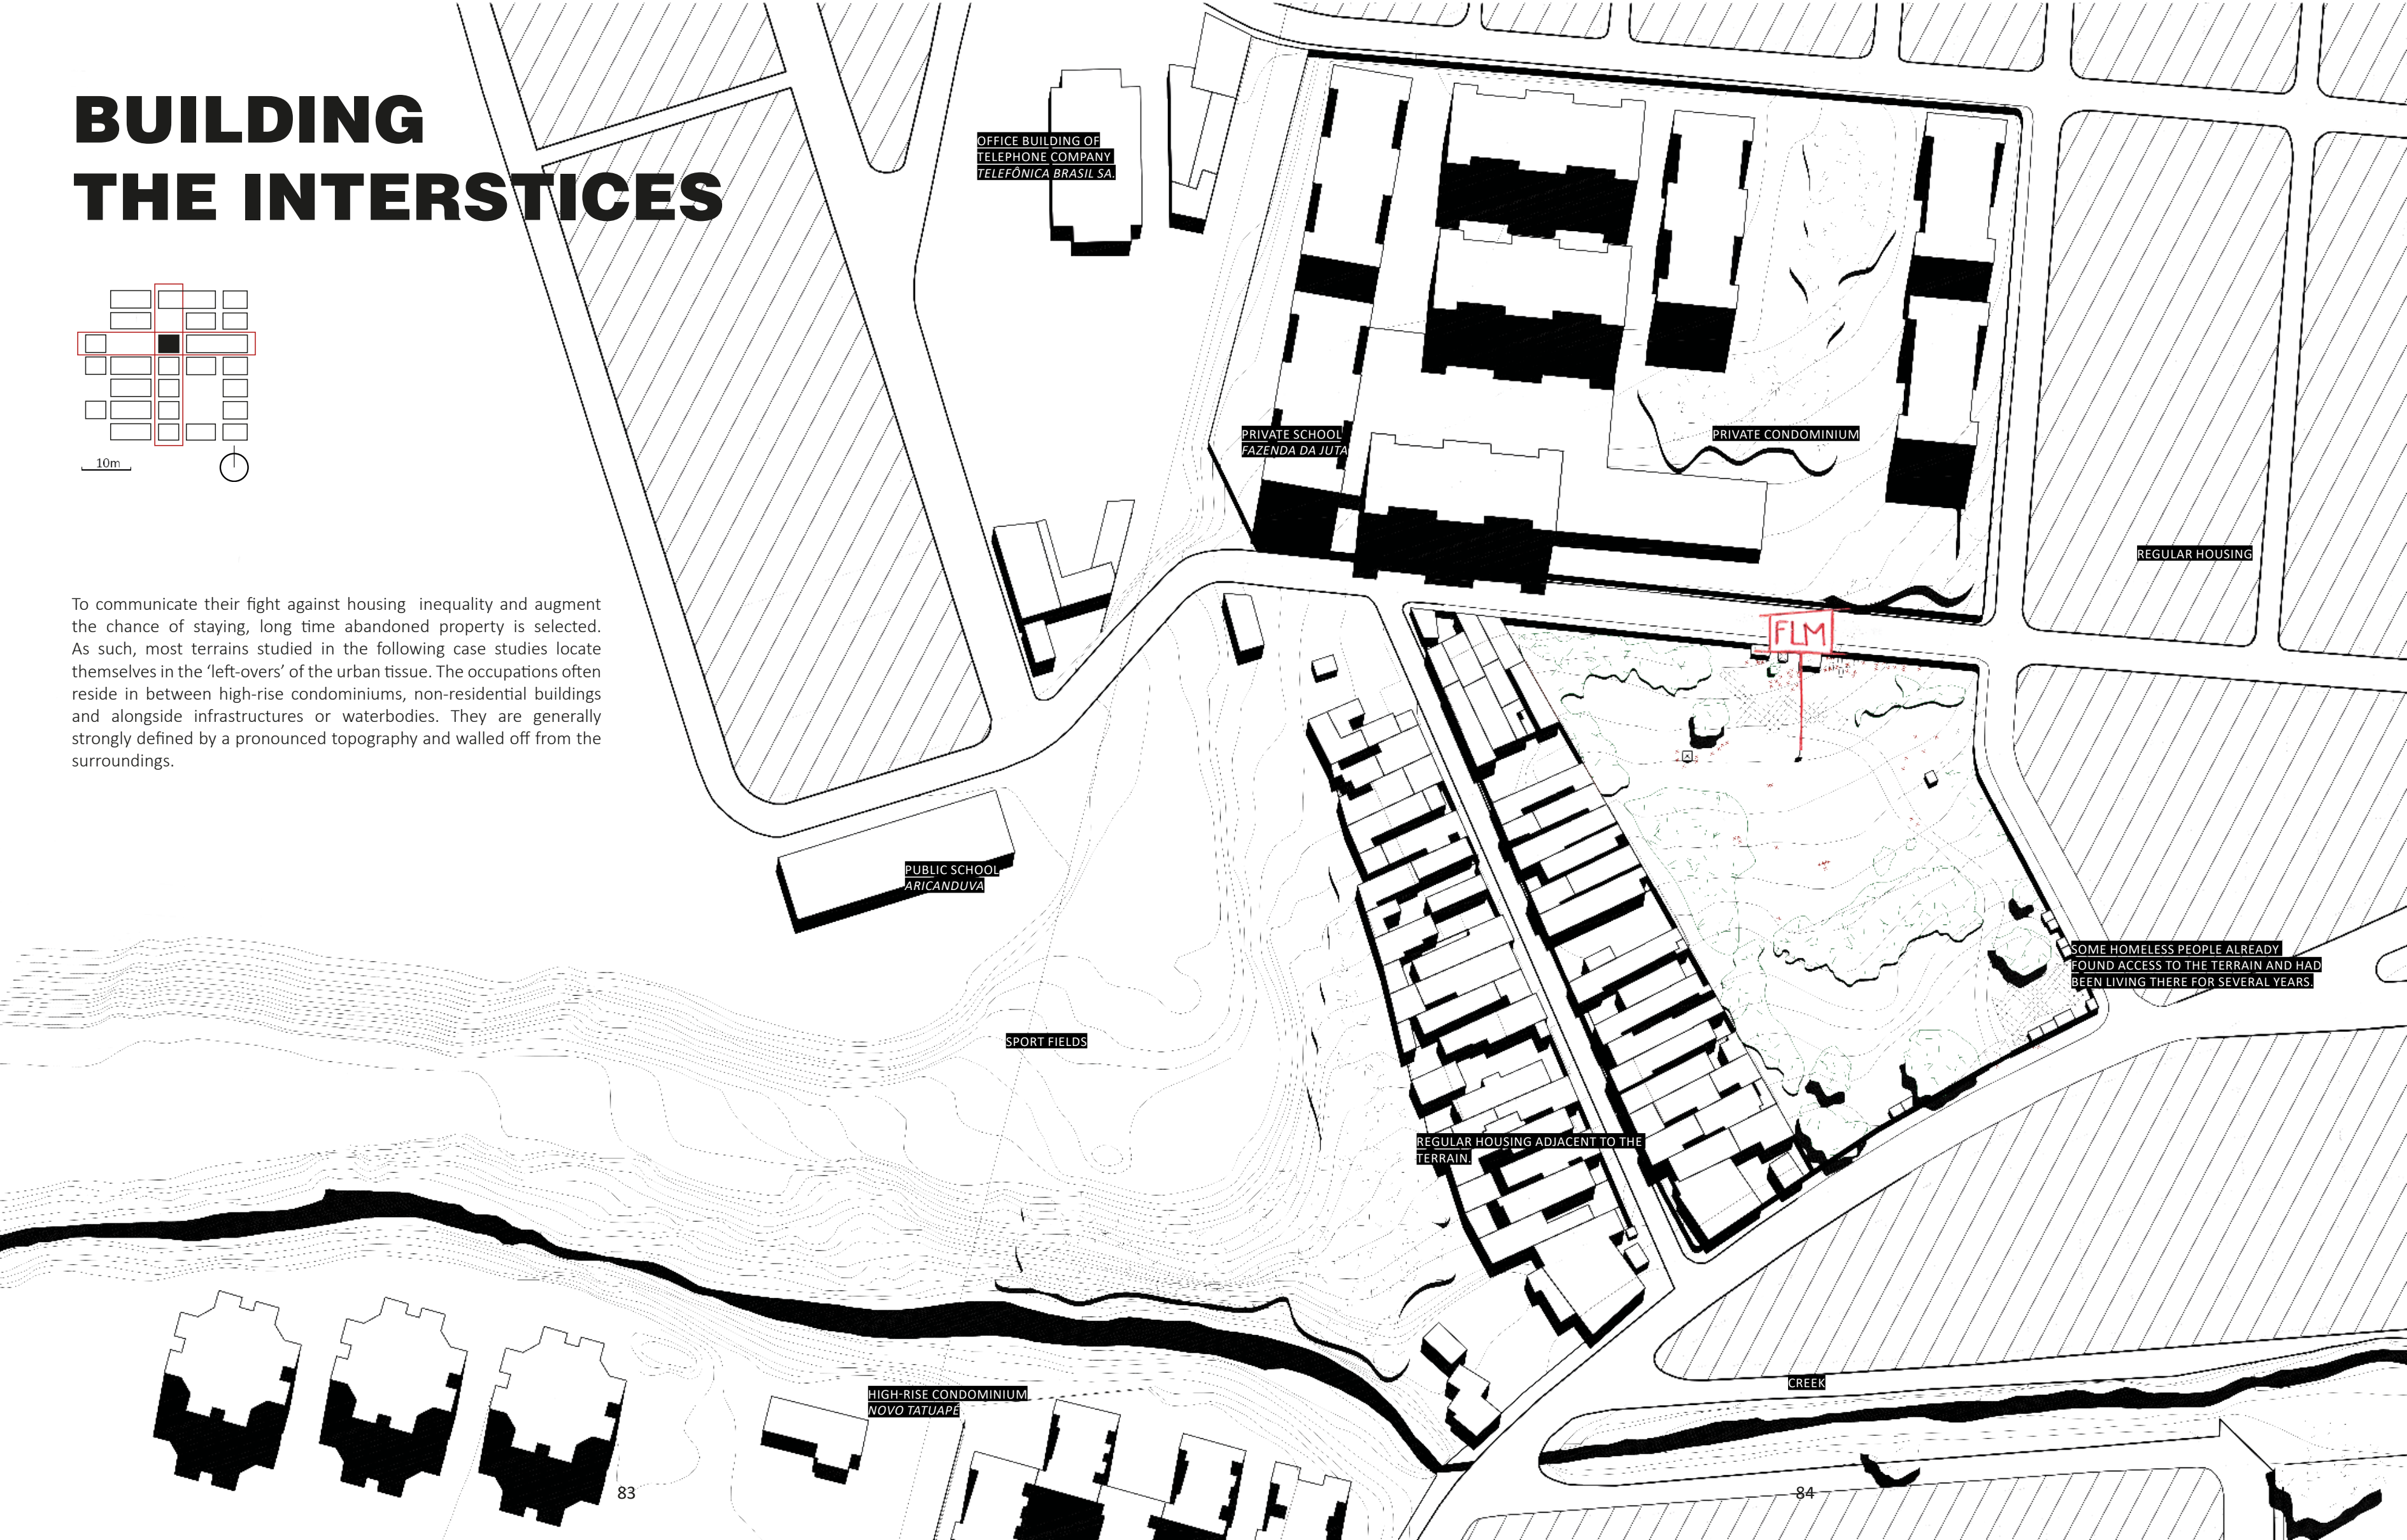 BUILDING
THE INTERSTICES
10m
To communicate their fight against housing inequality and augment
the chance of staying, long time abandoned property is selected.
As such, most terrains studied in the following case studies locate
themselves in the ‘left-overs’ of the urban tissue. The occupations often
reside in between high-rise condominiums, non-residential buildings
and alongside infrastructures or waterbodies. They are generally
strongly defined by a pronounced topography and walled off from the
surroundings.
OFFICE BUILDING OF
TELEPHONE COMPANY
TELEFÔNICA BRASIL SA.
PRIVATE SCHOOL
FAZENDA DA JUTA
PRIVATE CONDOMINIUM
REGULAR HOUSING
FLM
PUBLIC SCHOOL
ARICANDUVA
SOME HOMELESS PEOPLE ALREADY
FOUND ACCESS TO THE TERRAIN AND HAD
BEEN LIVING THERE FOR SEVERAL YEARS.
SPORT FIELDS
REGULAR HOUSING ADJACENT TO THE
TERRAIN.
CREEK
HIGH-RISE CONDOMINIUM
NOVO TATUAPÉ
83
84